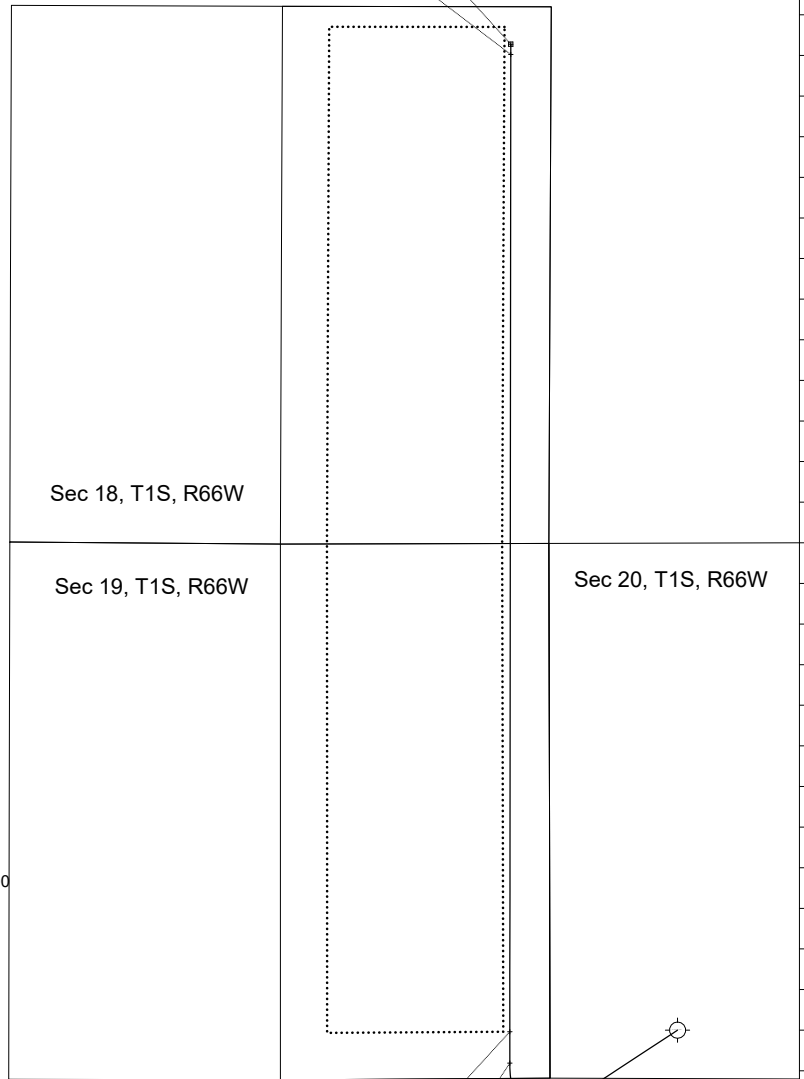 Sec 18, T1S, R66W
Sec 19, T1S, R66W
Sec 20, T1S, R66W
0